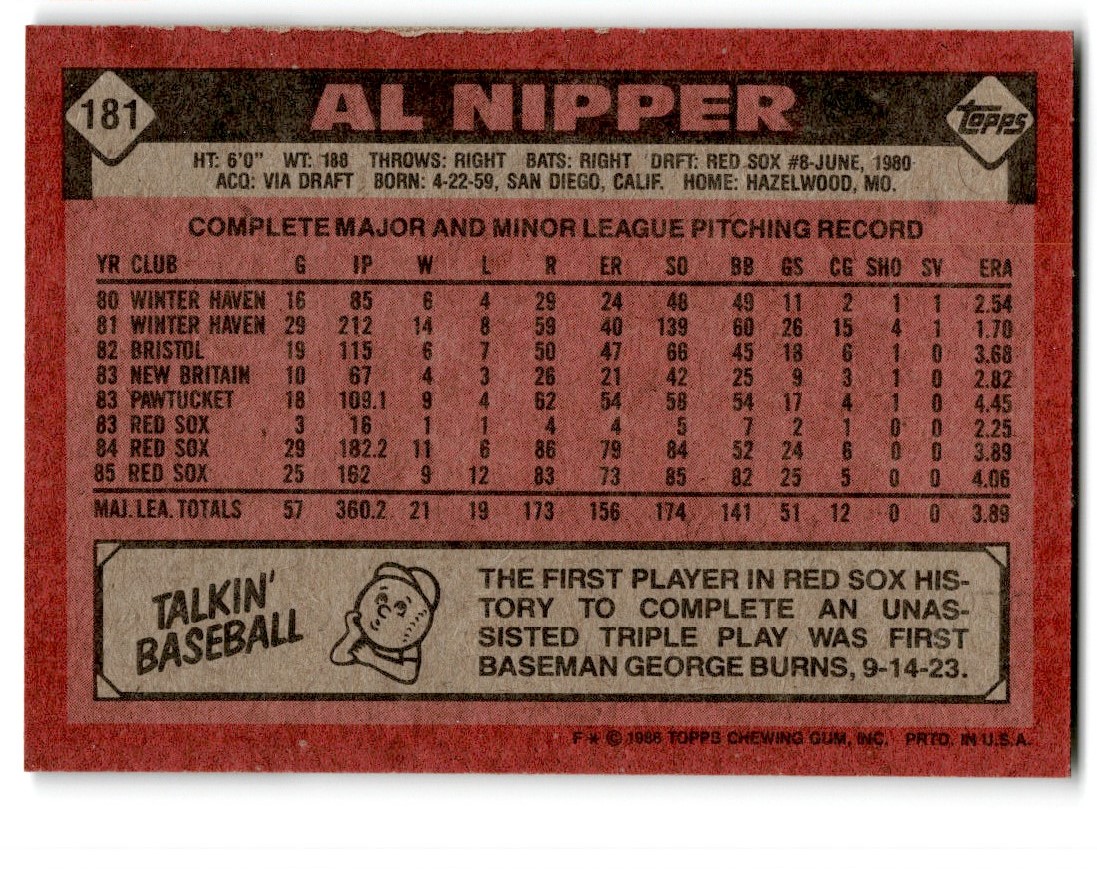 181
AL NIPPER
Topps
HT: 6'0" WT: 188 THROWS: RIGHT BATS: RIGHT DRFT: RED SOX #8-JUNE, 1980
ACQ: VIA DRAFT BORN: 4-22-59, SAN DIEGO, CALIF. HOME: HAZELWOOD, MO.
COMPLETE MAJOR AND MINOR LEAGUE PITCHING RECORD
YR CLUB G IP W L R ER SO BB GS CG SHO SV ERA
80 WINTER HAVEN 16 85 6 4 29 24 48 49 11 2 1 1 2.54
81 WINTER HAVEN 29 212 14 8 59 40 139 60 26 15 4 1 1.70
82 BRISTOL 19 115 6 7 50 47 66 45 18 6 1 0 3.68
83 NEW BRITAIN 10 67 4 3 26 21 42 25 9 3 1 0 2.82
83 PAWTUCKET 18 109.1 9 4 62 54 58 54 17 4 1 0 4.45
83 RED SOX 3 16 1 1 4 4 5 7 2 1 0 0 2.25
84 RED SOX 29 182.2 11 6 86 79 84 52 24 6 0 0 3.89
85 RED SOX 25 162 9 12 83 73 85 82 25 5 0 0 4.06
MAJ. LEA. TOTALS 57 360.2 21 19 173 156 174 141 51 12 0 0 3.89
TALKIN'
BASEBALL
THE FIRST PLAYER IN RED SOX HIS-
TORY TO COMPLETE AN UNAS-
SISTED TRIPLE PLAY WAS FIRST
BASEMAN GEORGE BURNS, 9-14-23.
F * © 1986 TOPPS CHEWING GUM, INC. PRTD. IN U.S.A.